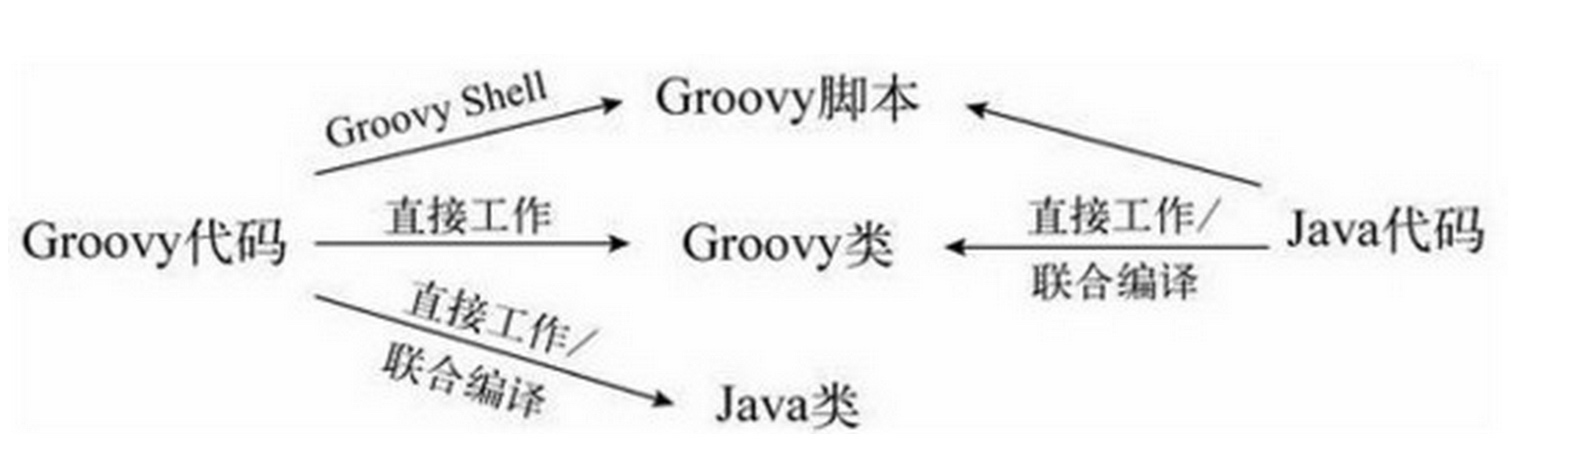 Groovy Shell
Groovy脚本
Groovy代码
直接工作
Groovy类
直接工作/
联合编译
Java代码
直接工作/
联合编译
Java类